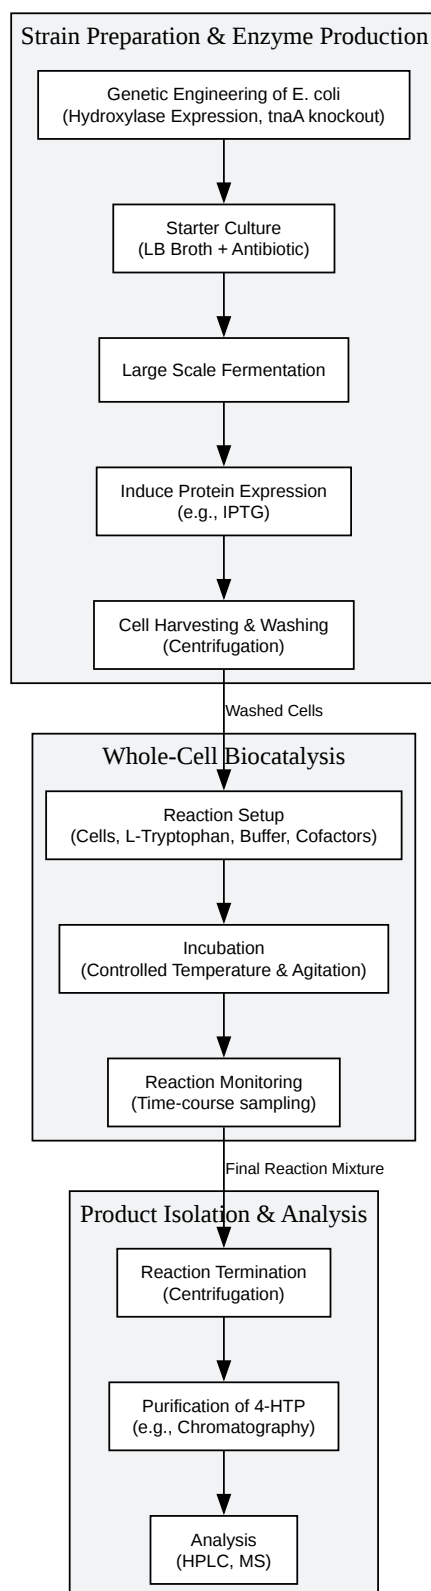 Strain Preparation & Enzyme Production
Genetic Engineering of E. coli
(Hydroxylase Expression, tnaA knockout)
Starter Culture
(LB Broth + Antibiotic)
Large Scale Fermentation
Induce Protein Expression
(e.g., IPTG)
Cell Harvesting & Washing
(Centrifugation)
Washed Cells
Whole-Cell Biocatalysis
Reaction Setup
(Cells, L-Tryptophan, Buffer, Cofactors)
Incubation
(Controlled Temperature & Agitation)
Reaction Monitoring
(Time-course sampling)
Final Reaction Mixture
Product Isolation & Analysis
Reaction Termination
(Centrifugation)
Purification of 4-HTP
(e.g., Chromatography)
Analysis
(HPLC, MS)